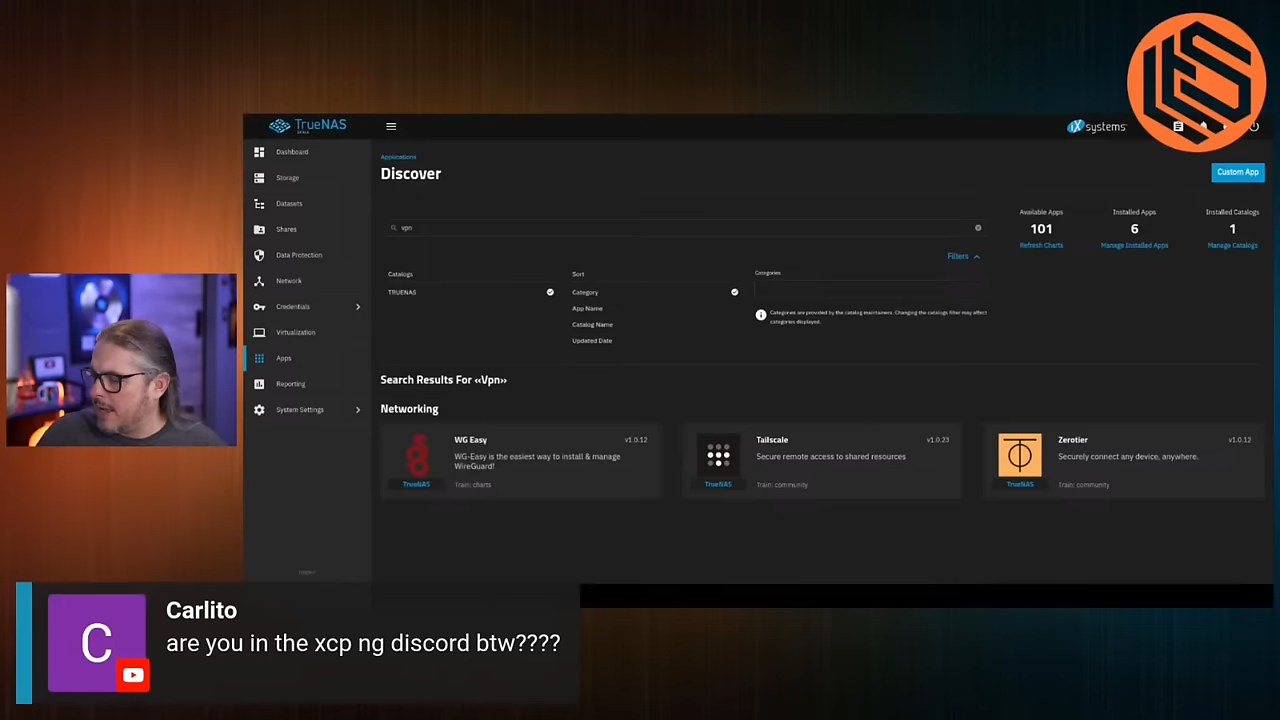 TrueNAS
SCALE
iX systems
Dashboard
Storage
Datasets
Shares
Data Protection
Network
Credentials
Virtualization
Apps
Reporting
System Settings
Applications
Discover
Custom App
vpn
Available Apps
101
Refresh Charts
Installed Apps
6
Manage Installed Apps
Installed Catalogs
1
Manage Catalogs
Filters
Catalogs
TRUENAS
Sort
Category
App Name
Catalog Name
Updated Date
Categories
Categories are provided by the catalog maintainers. Changing the catalogs filter may affect
categories displayed.
Search Results For «Vpn»
Networking
TrueNAS
WG Easy
v1.0.12
WG-Easy is the easiest way to install & manage
WireGuard!
Train: charts
TrueNAS
Tailscale
v1.0.23
Secure remote access to shared resources
Train: community
TrueNAS
Zerotier
v1.0.12
Securely connect any device, anywhere.
Train: community
C
Carlito
are you in the xcp ng discord btw????